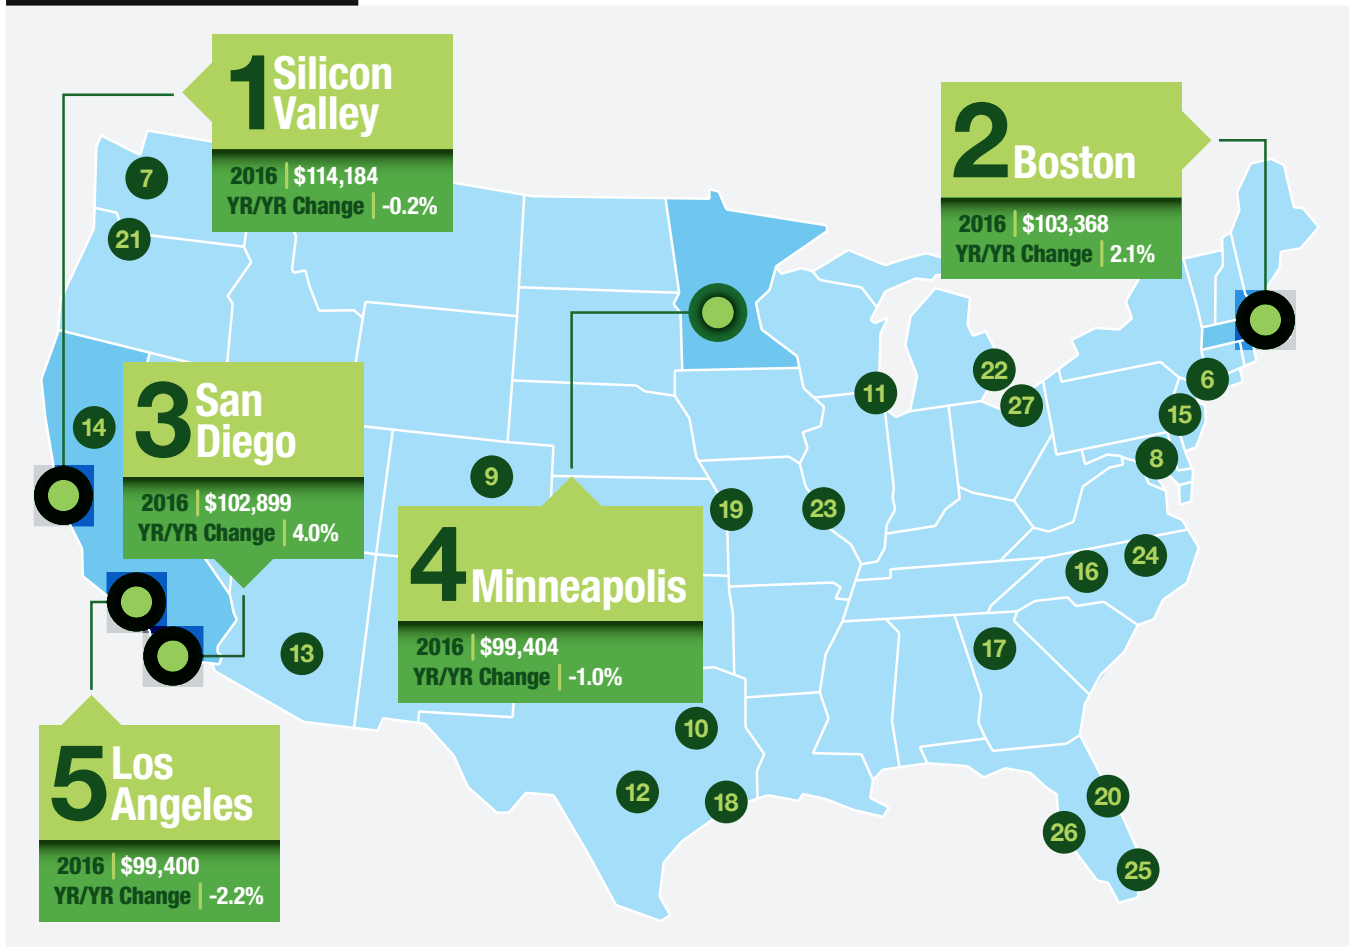 1 Silicon
Valley
2016 | $114,184
YR/YR Change | -0.2%
2 Boston
2016 | $103,368
YR/YR Change | 2.1%
3 San
Diego
2016 | $102,899
YR/YR Change | 4.0%
4 Minneapolis
2016 | $99,404
YR/YR Change | -1.0%
5 Los
Angeles
2016 | $99,400
YR/YR Change | -2.2%
7
21
14
9
13
11
22
27
6
15
8
19
23
24
16
17
10
12
18
20
26
25